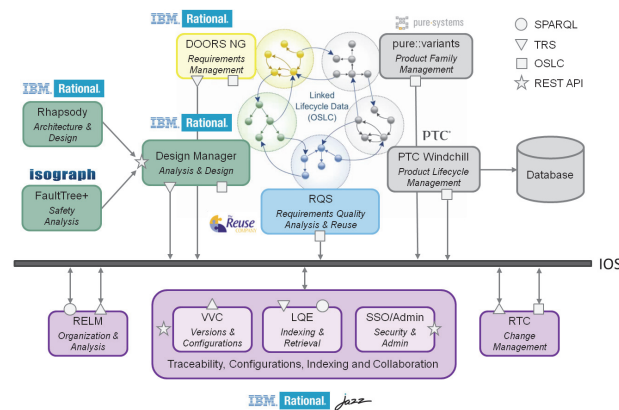 IBM. Rational.
pure-systems
SPARQL
TRS
OSLC
REST API
DOORS NG
Requirements
Management
pure::variants
Product Family
Management
Linked
Lifecycle Data
(OSLC)
IBM. Rational.
Rhapsody
Architecture &
Design
IBM. Rational.
Design Manager
Analysis & Design
PTC
PTC Windchill
Product Lifecycle
Management
Database
isograph
FaultTree+
Safety
Analysis
RQS
Requirements Quality
Analysis & Reuse
The
Reuse
IOS
RELM
Organization &
Analysis
VVC
Versions &
Configurations
LQE
Indexing &
Retrieval
SSO/Admin
Security &
Admin
RTC
Change
Management
Traceability, Configurations, Indexing and Collaboration
IBM. Rational. jazz